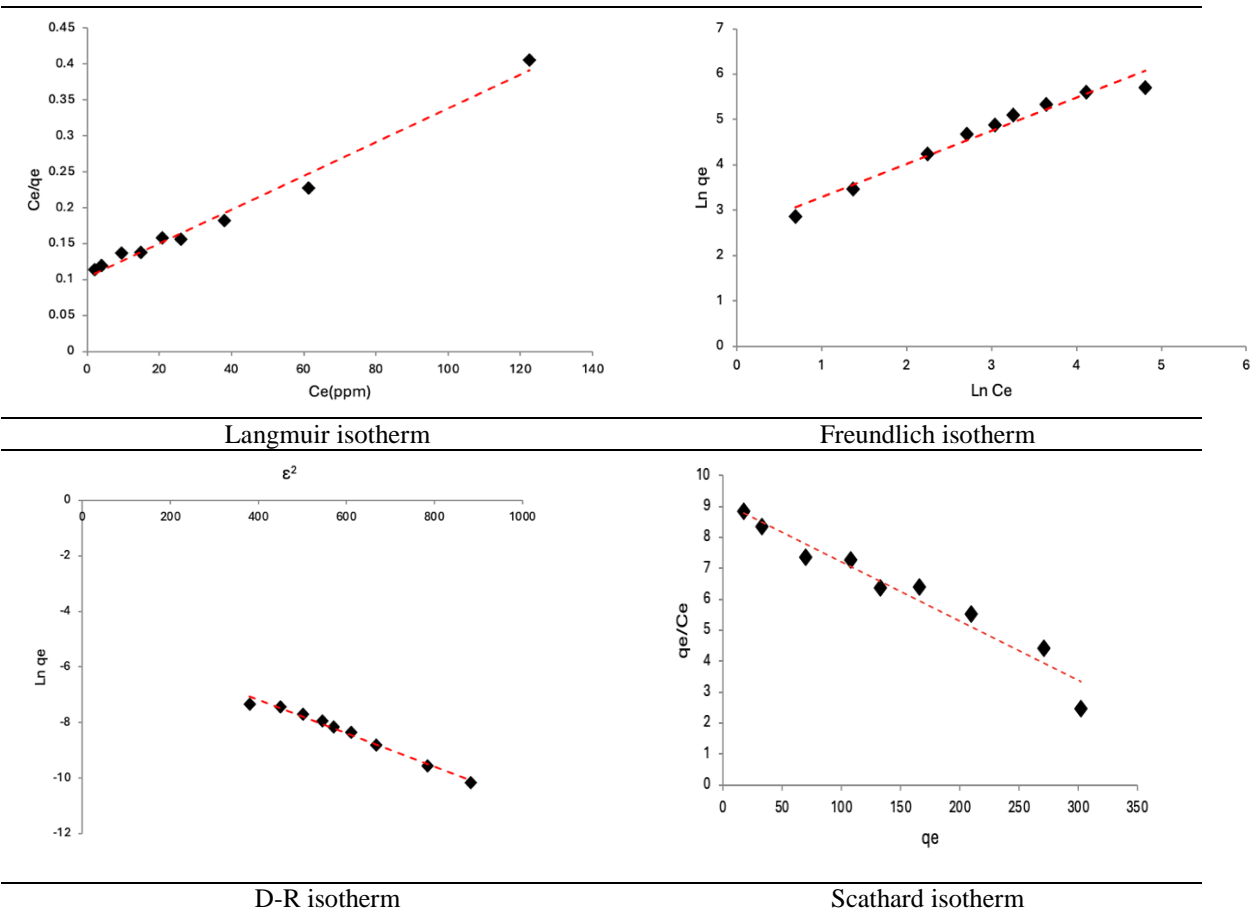 0.45
0.4
0.35
0.3
0.25
0.2
0.15
0.1
0.05
0
Ce/qe
0 20 40 60 80 100 120 140
Ce(ppm)
7
6
5
4
3
2
1
0
Ln qe
0 1 2 3 4 5 6
Ln Ce
Langmuir isotherm Freundlich isotherm
ε²
0 200 400 600 800 1000
0
-2
-4
-6
-8
-10
-12
Ln qe
10
9
8
7
6
5
4
3
2
1
0
qe/Ce
0 50 100 150 200 250 300 350
qe
D-R isotherm Scathard isotherm